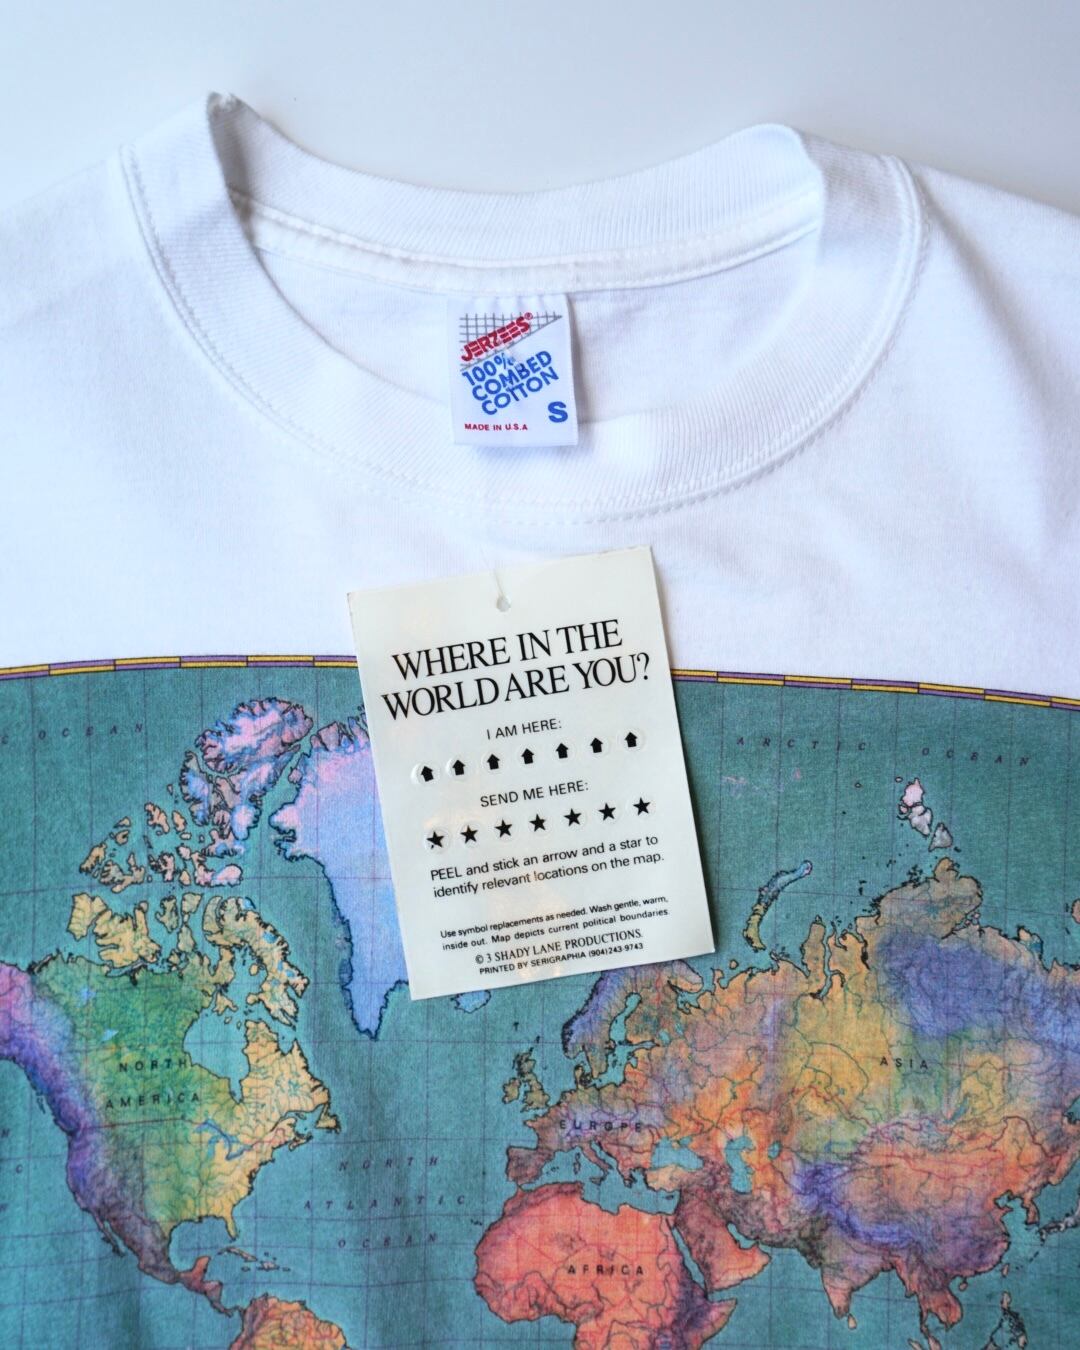 JERZEES®
100%
COMBED
COTTON
S
MADE IN U.S.A
WHERE IN THE
WORLD ARE YOU?
I AM HERE:
SEND ME HERE:
PEEL and stick an arrow and a star to
identify relevant locations on the map.
Use symbol replacements as needed. Wash gentle, warm,
inside out. Map depicts current political boundaries.
© 3 SHADY LANE PRODUCTIONS.
PRINTED BY SERIGRAPHIA (904)243-9743
OCEAN
ARCTIC OCEAN
NORTH
AMERICA
EUROPE
ASIA
NORTH
ATLANTIC
OCEAN
AFRICA